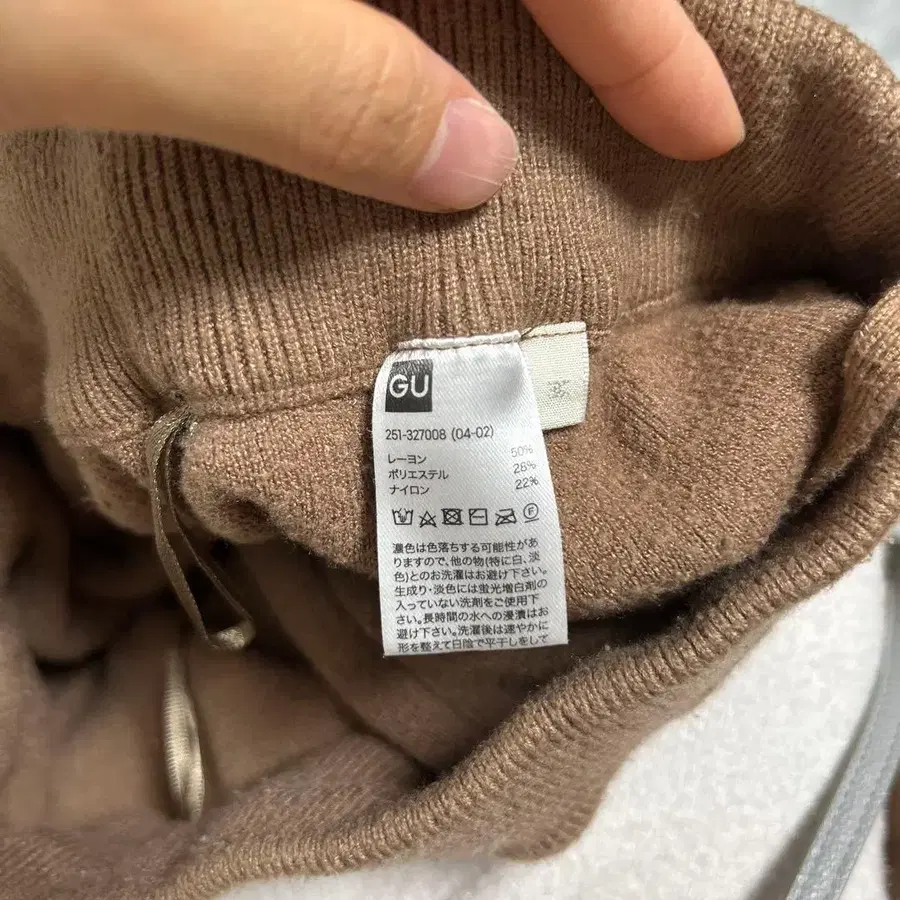 GU
251-327008 (04-02)
レーヨン 50%
ポリエステル 28%
ナイロン 22%
F
濃色は色落ちする可能性があ
りますので、他の物(特に白、淡
色)とのお洗濯はお避け下さい。
生成り・淡色には蛍光増白剤の
入っていない洗剤をご使用下
さい。長時間の水への浸漬はお
避け下さい。洗濯後は速やかに
形を整えて日陰で平干しをして